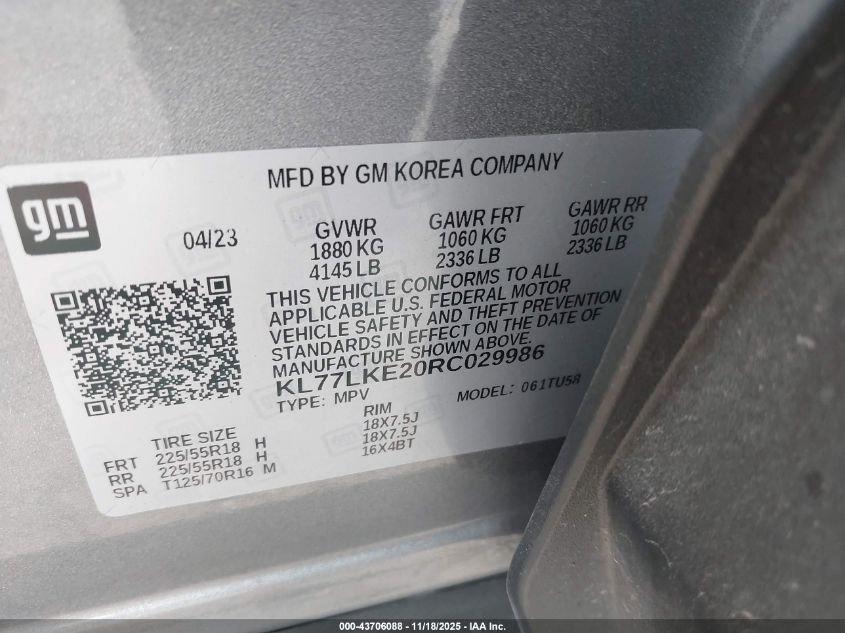 MFD BY GM KOREA COMPANY
gm
04/23
GVWR
1880 KG
4145 LB
GAWR FRT
1060 KG
2336 LB
GAWR RR
1060 KG
2336 LB
THIS VEHICLE CONFORMS TO ALL
APPLICABLE U.S. FEDERAL MOTOR
VEHICLE SAFETY AND THEFT PREVENTION
STANDARDS IN EFFECT ON THE DATE OF
MANUFACTURE SHOWN ABOVE.
KL77LKE20RC029986
TYPE: MPV
MODEL: 061TU58
TIRE SIZE
RIM
FRT 225/55R18 H 18X7.5J
RR 225/55R18 H 18X7.5J
SPA T125/70R16 M 16X4BT
000-43706088 - 11/18/2025 - IAA Inc.